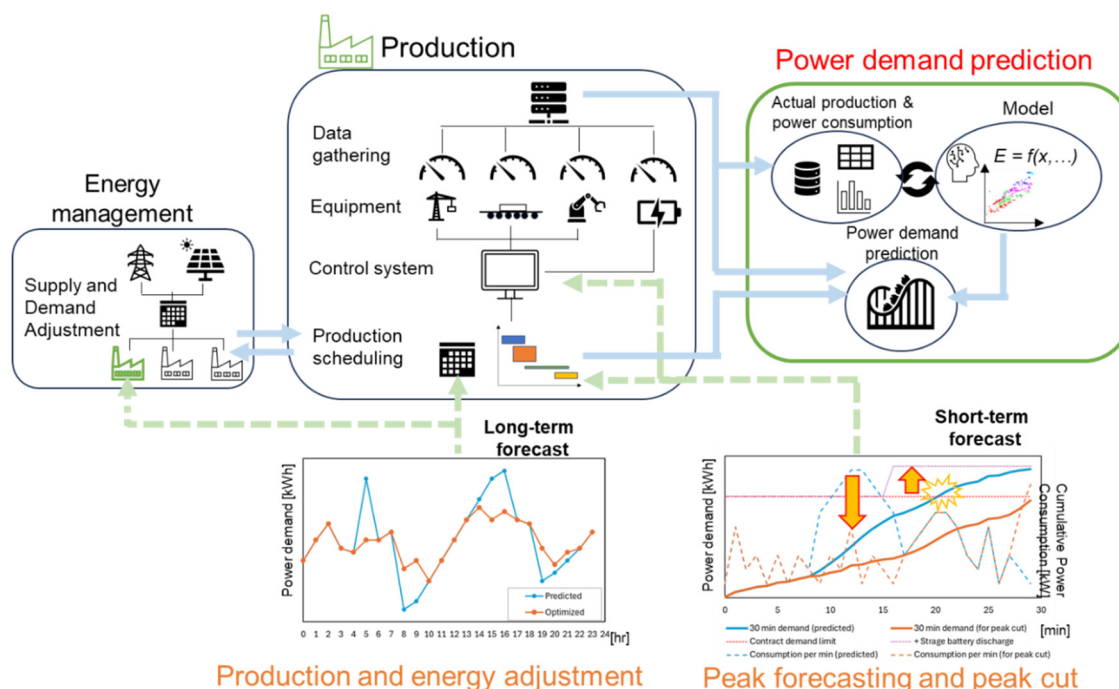 Production
Power demand prediction
Data
gathering
Equipment
Control system
Production
scheduling
Energy
management
Supply and
Demand
Adjustment
Actual production &
power consumption
Model
E = f(x,…)
Power demand
prediction
Long-term
forecast
Power demand [kWh]
Predicted
Optimized
0 1 2 3 4 5 6 7 8 9 10 11 12 13 14 15 16 17 18 19 20 21 22 23 24
[hr]
Production and energy adjustment
Short-term
forecast
Power demand [kWh]
Cumulative Power
Consumption [kW]
0 5 10 15 20 25 30
[min]
30 min demand (predicted)
30 min demand (for peak cut)
Contract demand limit
+ Strage battery discharge
Consumption per min (predicted)
Consumption per min (for peak cut)
Peak forecasting and peak cut